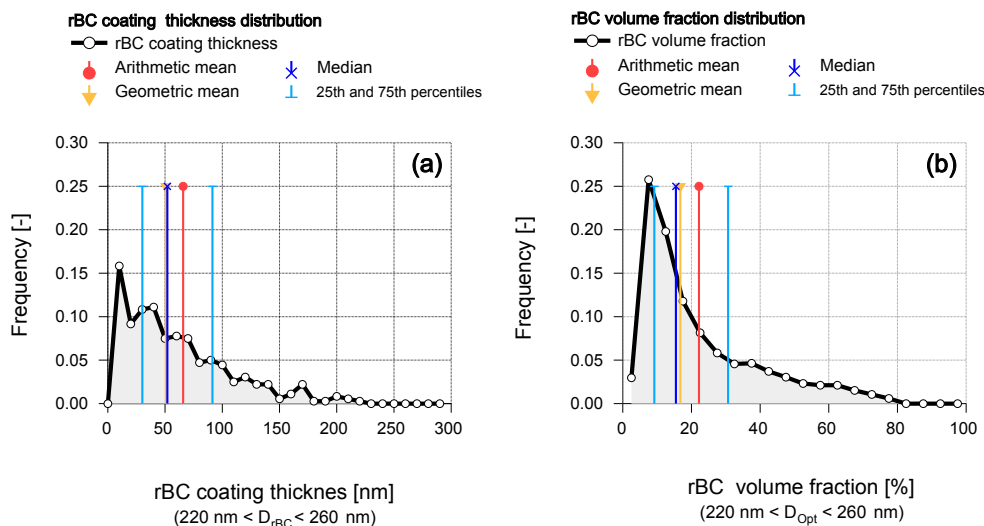 rBC coating thickness distribution
rBC coating thickness
Arithmetic mean
Median
Geometric mean
25th and 75th percentiles
(a)
Frequency [-]
0.30
0.25
0.20
0.15
0.10
0.05
0.00
0 50 100 150 200 250 300
rBC coating thicknes [nm]
(220 nm < DrBC < 260 nm)
rBC volume fraction distribution
rBC volume fraction
Arithmetic mean
Median
Geometric mean
25th and 75th percentiles
(b)
Frequency [-]
0.30
0.25
0.20
0.15
0.10
0.05
0.00
0 20 40 60 80 100
rBC volume fraction [%]
(220 nm < DOpt < 260 nm)